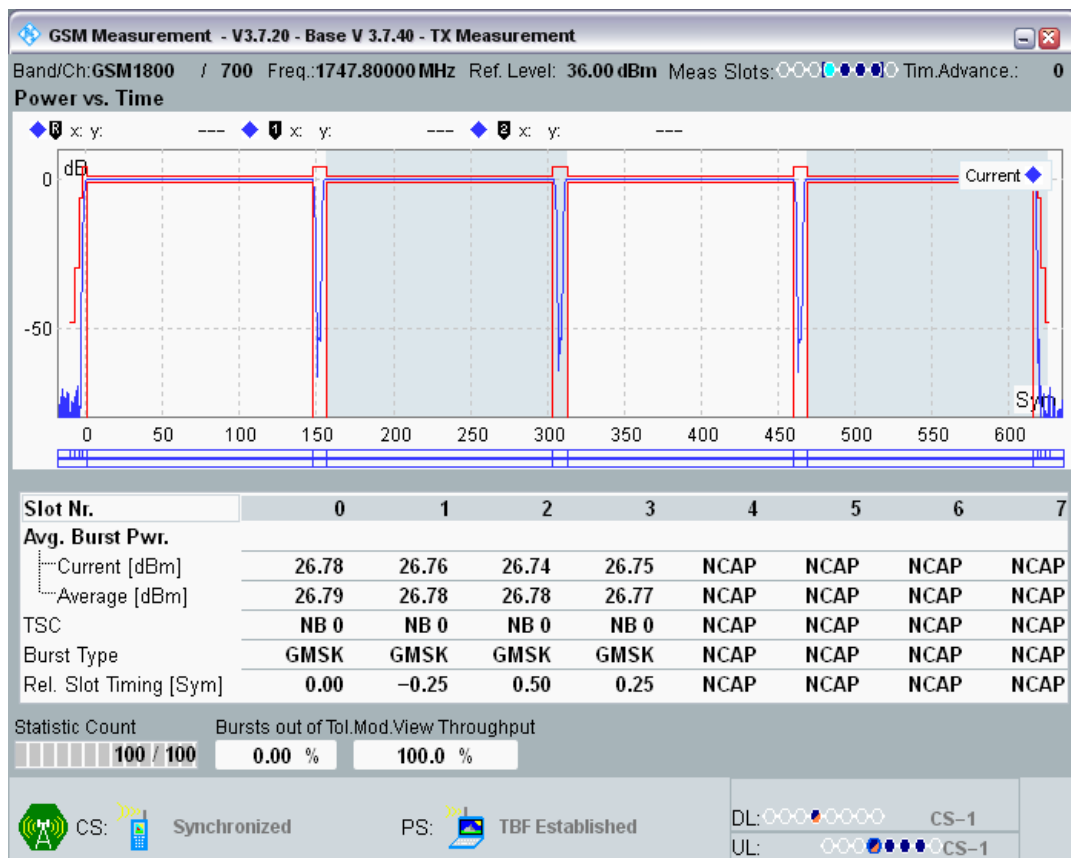 GSM Measurement - V3.7.20 - Base V 3.7.40 - TX Measurement
Band/Ch:GSM1800 / 700 Freq.:1747.80000 MHz Ref. Level: 36.00 dBm Meas Slots: Tim.Advance.: 0
Power vs. Time
R x: y: --- 1 x: y: --- 2 x: y: ---
dB
Current
0
-50
Sym
0 50 100 150 200 250 300 350 400 450 500 550 600
Slot Nr. 0 1 2 3 4 5 6 7
Avg. Burst Pwr.
Current [dBm] 26.78 26.76 26.74 26.75 NCAP NCAP NCAP NCAP
Average [dBm] 26.79 26.78 26.78 26.77 NCAP NCAP NCAP NCAP
TSC NB 0 NB 0 NB 0 NB 0 NCAP NCAP NCAP NCAP
Burst Type GMSK GMSK GMSK GMSK NCAP NCAP NCAP NCAP
Rel. Slot Timing [Sym] 0.00 −0.25 0.50 0.25 NCAP NCAP NCAP NCAP
Statistic Count Bursts out of Tol.Mod.View Throughput
100 / 100 0.00 % 100.0 %
CS: Synchronized PS: TBF Established
DL: CS−1
UL: CS−1